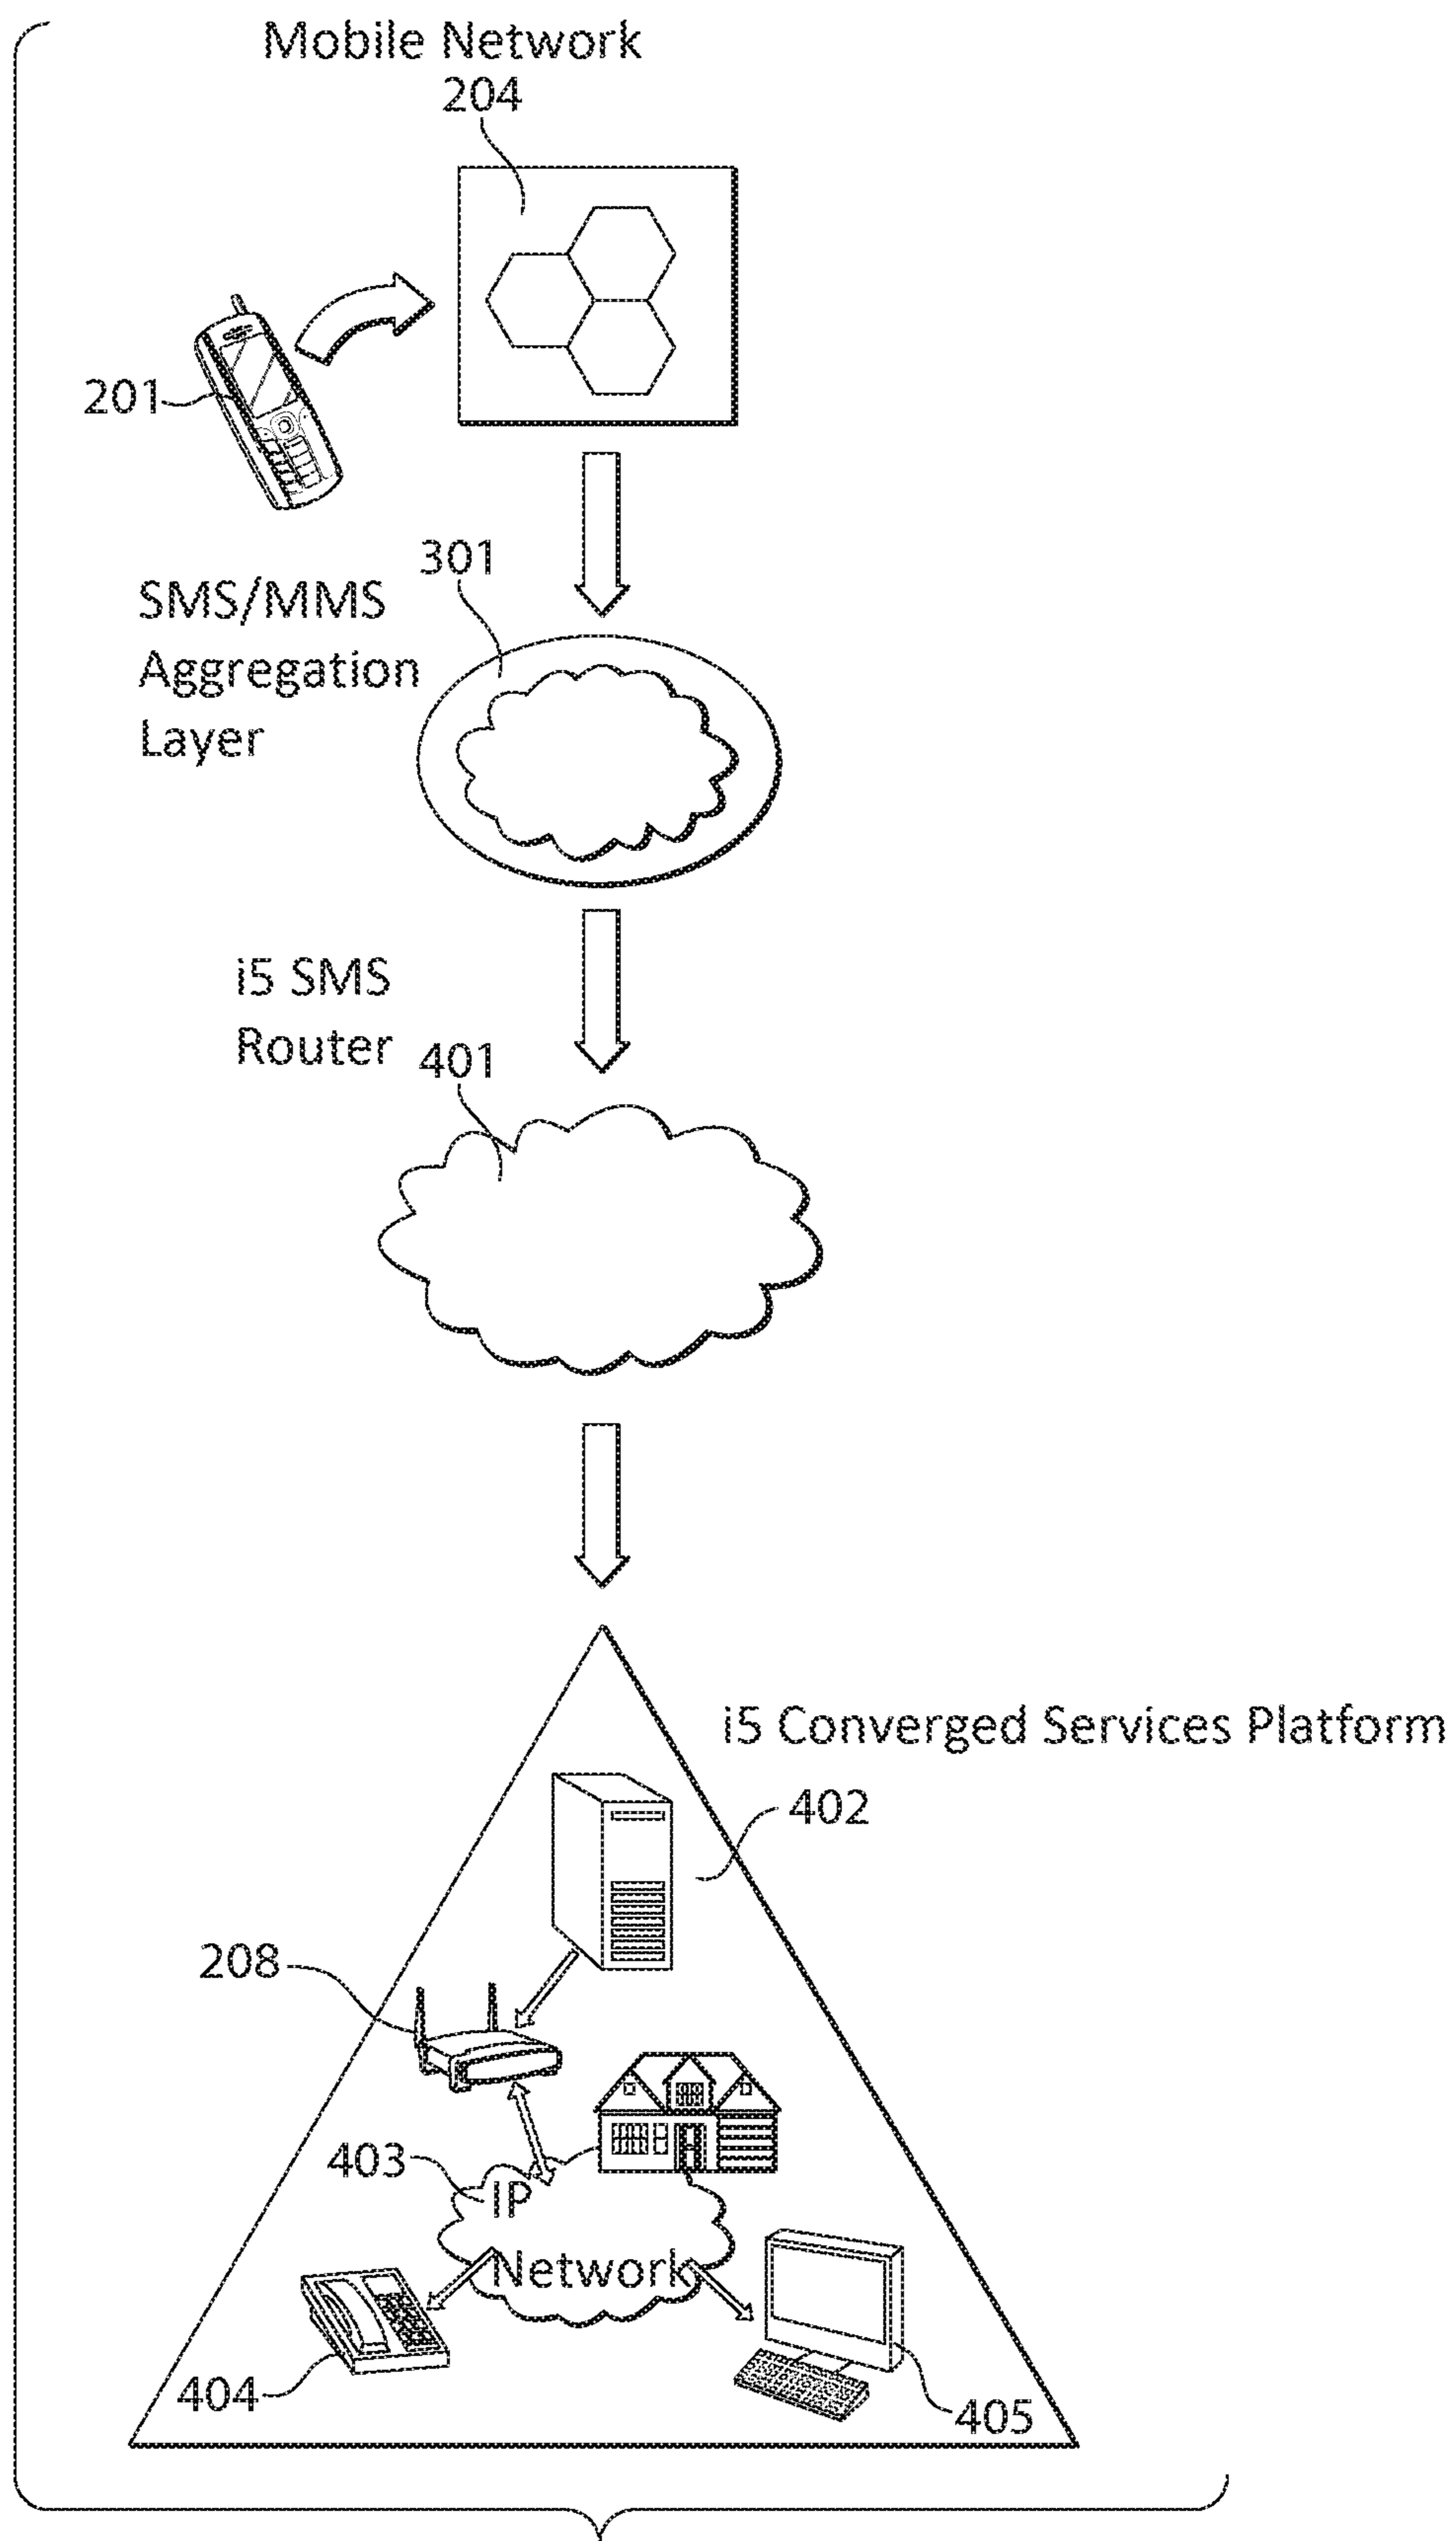 Mobile Network
204
201
301
SMS/MMS
Aggregation
Layer
i5 SMS
Router
401
i5 Converged Services Platform
402
208
403
IP
Network
404
405